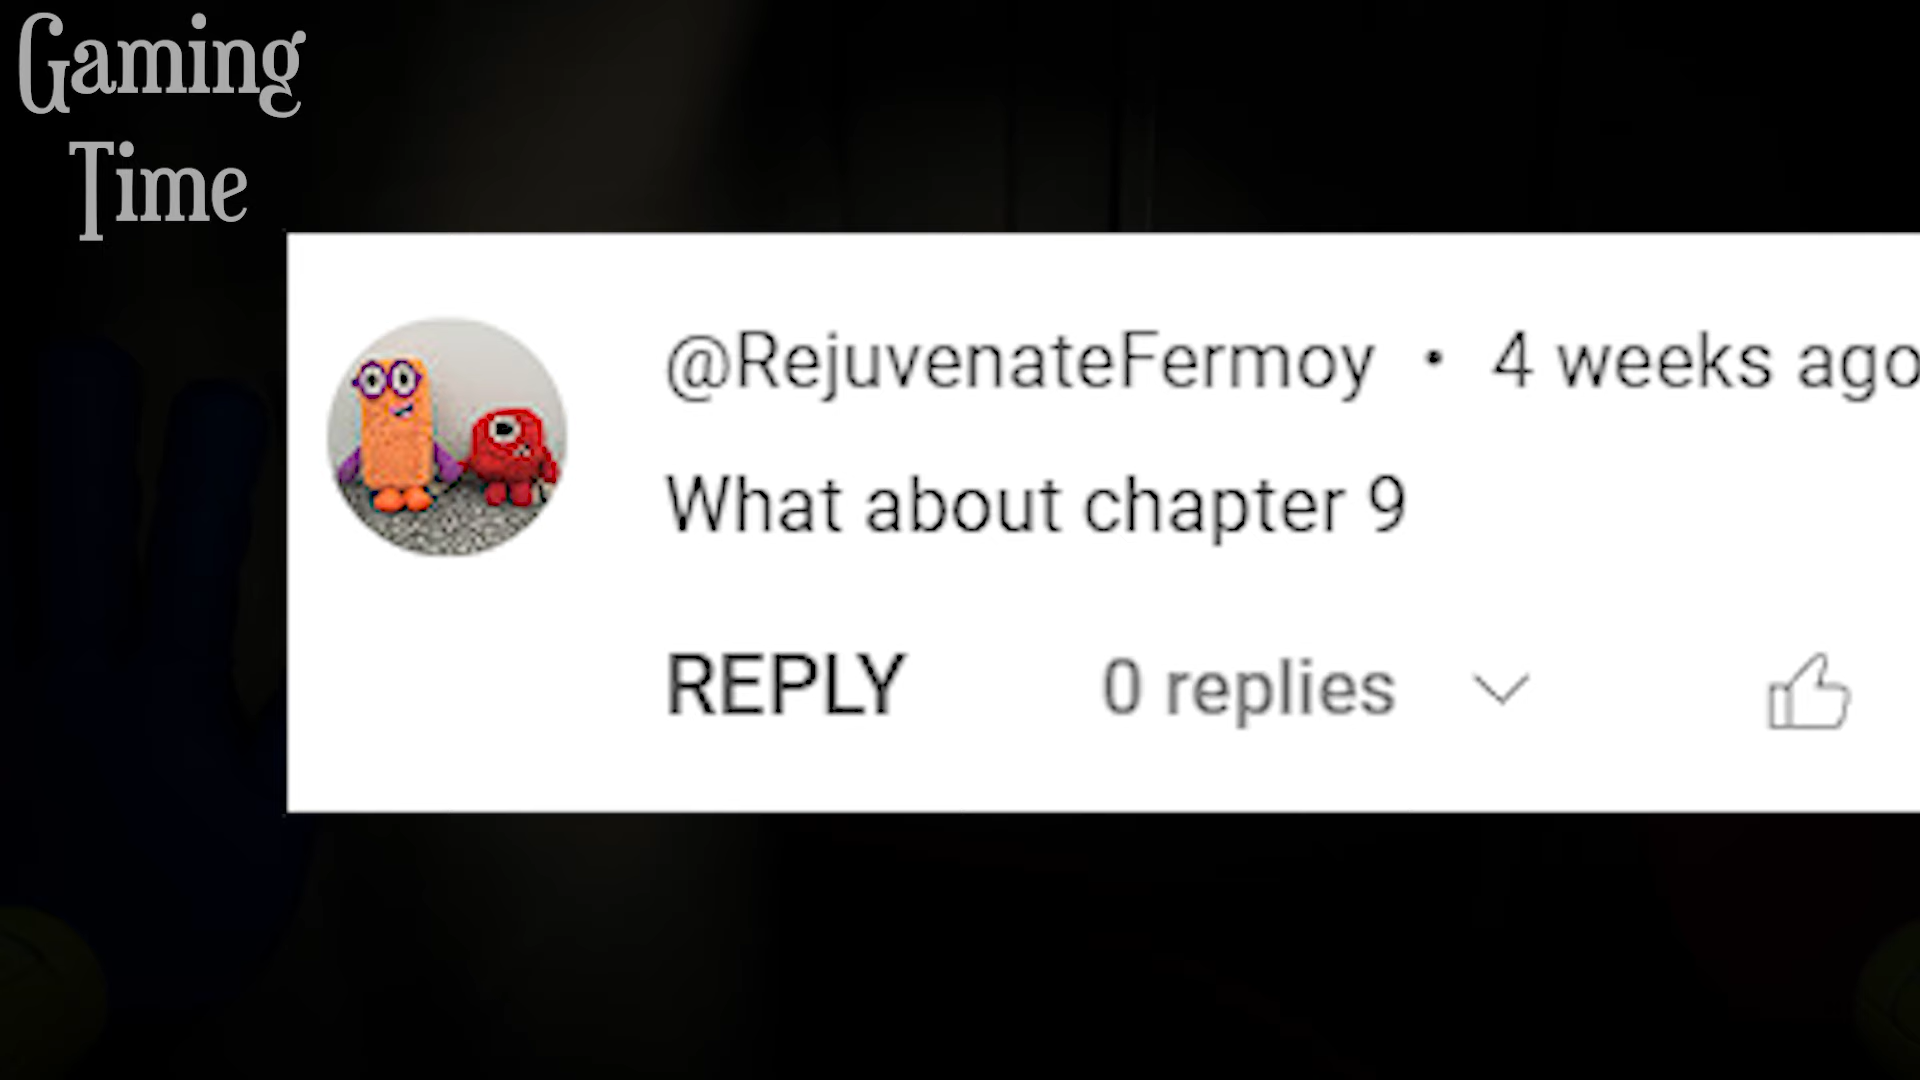 Gaming
Time
@RejuvenateFermoy • 4 weeks ago
What about chapter 9
REPLY 0 replies